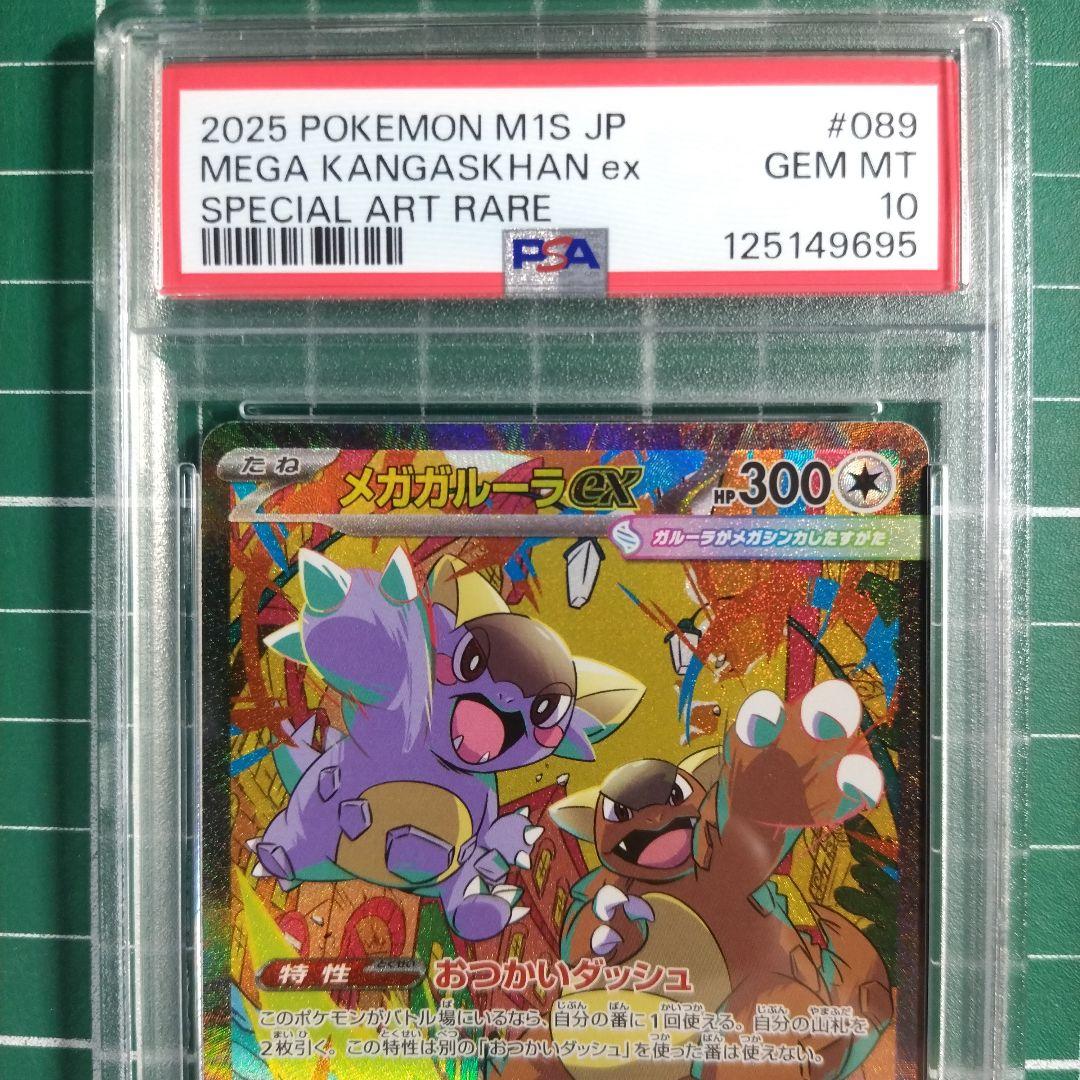 2025 POKEMON M1S JP #089
MEGA KANGASKHAN ex GEM MT
SPECIAL ART RARE 10
PSA 125149695
たね メガガルーラex HP300
ガルーラがメガシンカしたすがた
特性 とくせい おつかいダッシュ
このポケモンがバトル場にいるなら、自分の番に1回使える。自分の山札を
2枚引く。この特性は別の「おつかいダッシュ」を使った番は使えない。